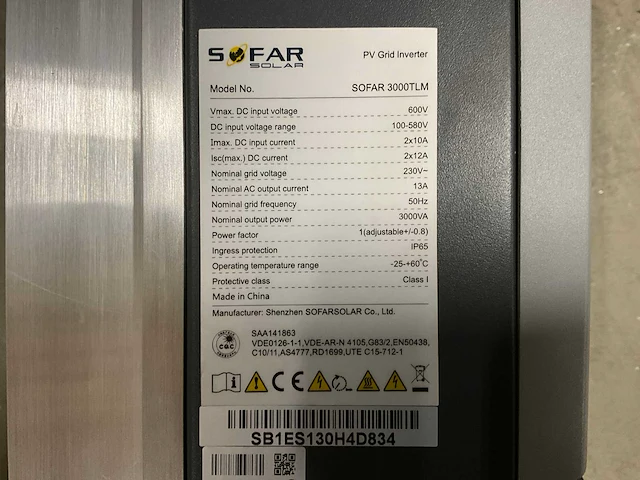 SOFAR
SOLAR
PV Grid Inverter
Model No. SOFAR 3000TLM
Vmax. DC input voltage 600V
DC input voltage range 100-580V
Imax. DC input current 2x10A
Isc(max.) DC current 2x12A
Nominal grid voltage 230V~
Nominal AC output current 13A
Nominal grid frequency 50Hz
Nominal output power 3000VA
Power factor 1(adjustable+/-0.8)
Ingress protection IP65
Operating temperature range -25-+60°C
Protective class Class I
Made in China
Manufacturer: Shenzhen SOFARSOLAR Co., Ltd.
CQC
SAA141863
VDE0126-1-1,VDE-AR-N 4105,G83/2,EN50438,
C10/11,AS4777,RD1699,UTE C15-712-1
CE
SB1ES130H4D834